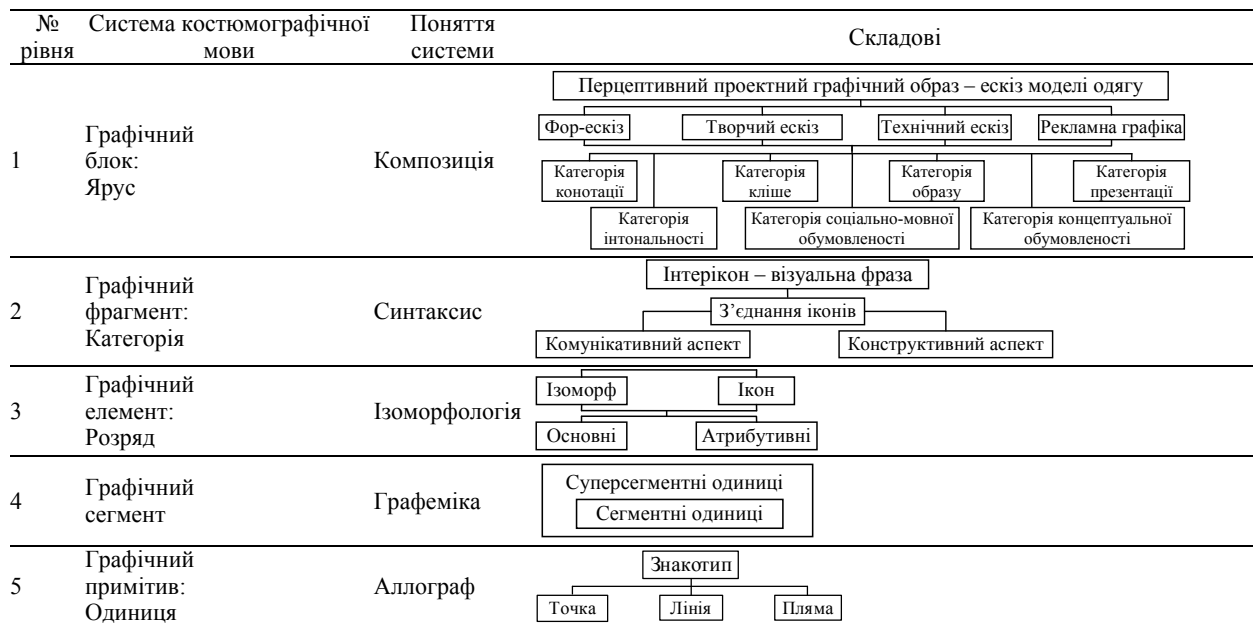 № рівня
Система костюмографічної мови
Поняття системи
Складові
1
Графічний
блок:
Ярус
Композиція
Перцептивний проектний графічний образ – ескіз моделі одягу
Фор-ескіз
Творчий ескіз
Технічний ескіз
Рекламна графіка
Категорія
конотації
Категорія
кліше
Категорія
образу
Категорія
презентації
Категорія
інтональності
Категорія соціально-мовної
обумовленості
Категорія концептуальної
обумовленості
2
Графічний
фрагмент:
Категорія
Синтаксис
Інтерікон – візуальна фраза
З’єднання іконів
Комунікативний аспект
Конструктивний аспект
3
Графічний
елемент:
Розряд
Ізоморфологія
Ізоморф
Ікон
Основні
Атрибутивні
4
Графічний
сегмент
Графеміка
Суперсегментні одиниці
Сегментні одиниці
5
Графічний
примітив:
Одиниця
Аллограф
Знакотип
Точка
Лінія
Пляма